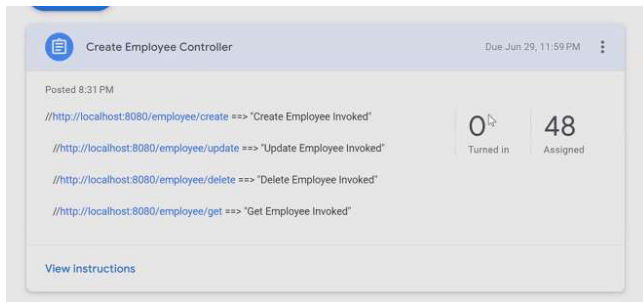 Create Employee Controller
Due Jun 29, 11:59 PM
Posted 8:31 PM
//http://localhost:8080/employee/create ==> "Create Employee Invoked"
//http://localhost:8080/employee/update ==> "Update Employee Invoked"
//http://localhost:8080/employee/delete ==> "Delete Employee Invoked"
//http://localhost:8080/employee/get ==> "Get Employee Invoked"
0
Turned in
48
Assigned
View instructions